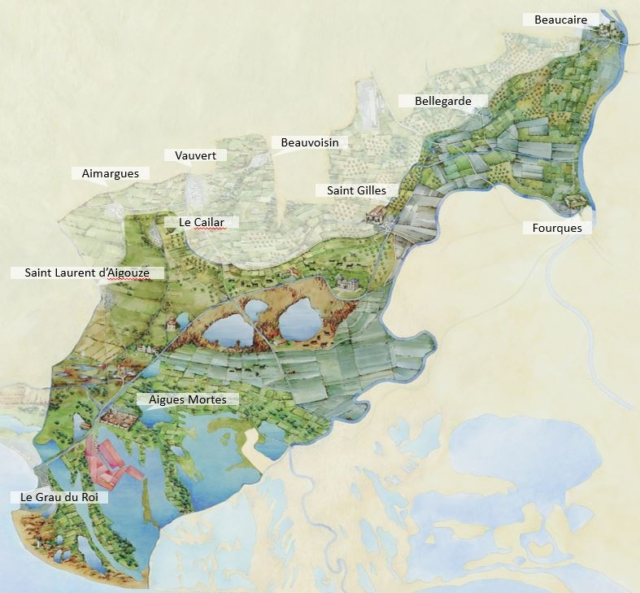 Beaucaire
Bellegarde
Beauvoisin
Vauvert
Aimargues
Saint Gilles
Le Cailar
Fourques
Saint Laurent d'Aigouze
Aigues Mortes
Le Grau du Roi